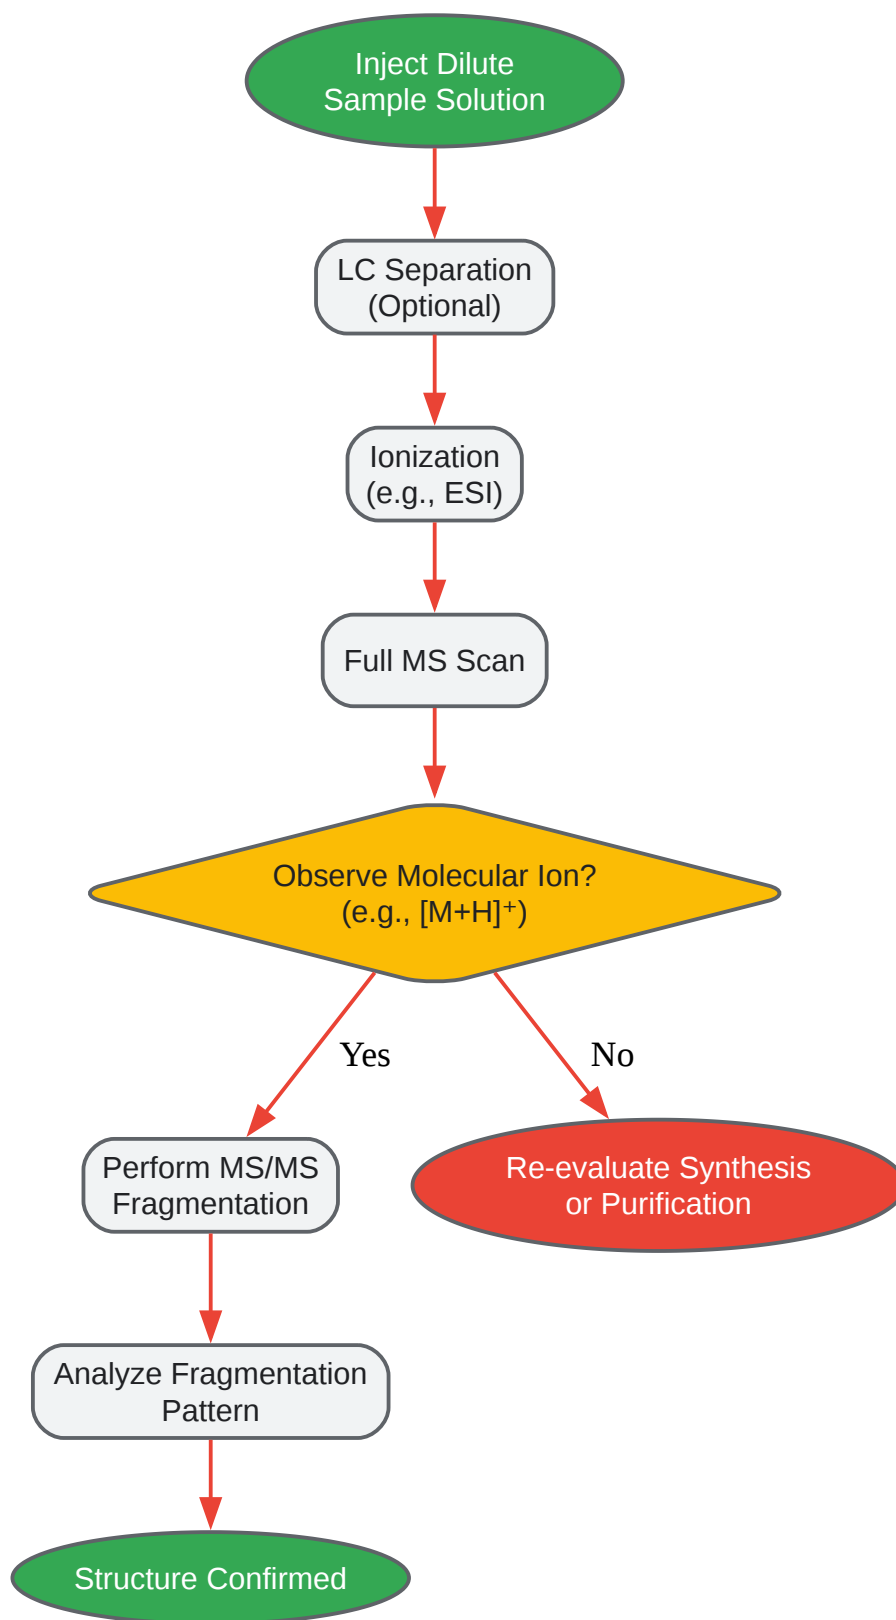 Inject Dilute
Sample Solution
LC Separation
(Optional)
Ionization
(e.g., ESI)
Full MS Scan
Observe Molecular Ion?
(e.g., [M+H]⁺)
Yes
No
Perform MS/MS
Fragmentation
Re-evaluate Synthesis
or Purification
Analyze Fragmentation
Pattern
Structure Confirmed